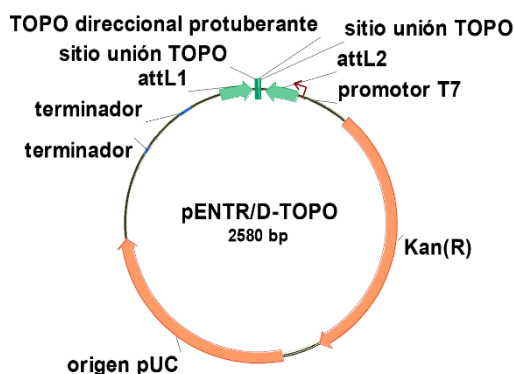 TOPO direccional protuberante
sitio unión TOPO
sitio unión TOPO
attL1
attL2
promotor T7
terminador
terminador
pENTR/D-TOPO
2580 bp
Kan(R)
origen pUC